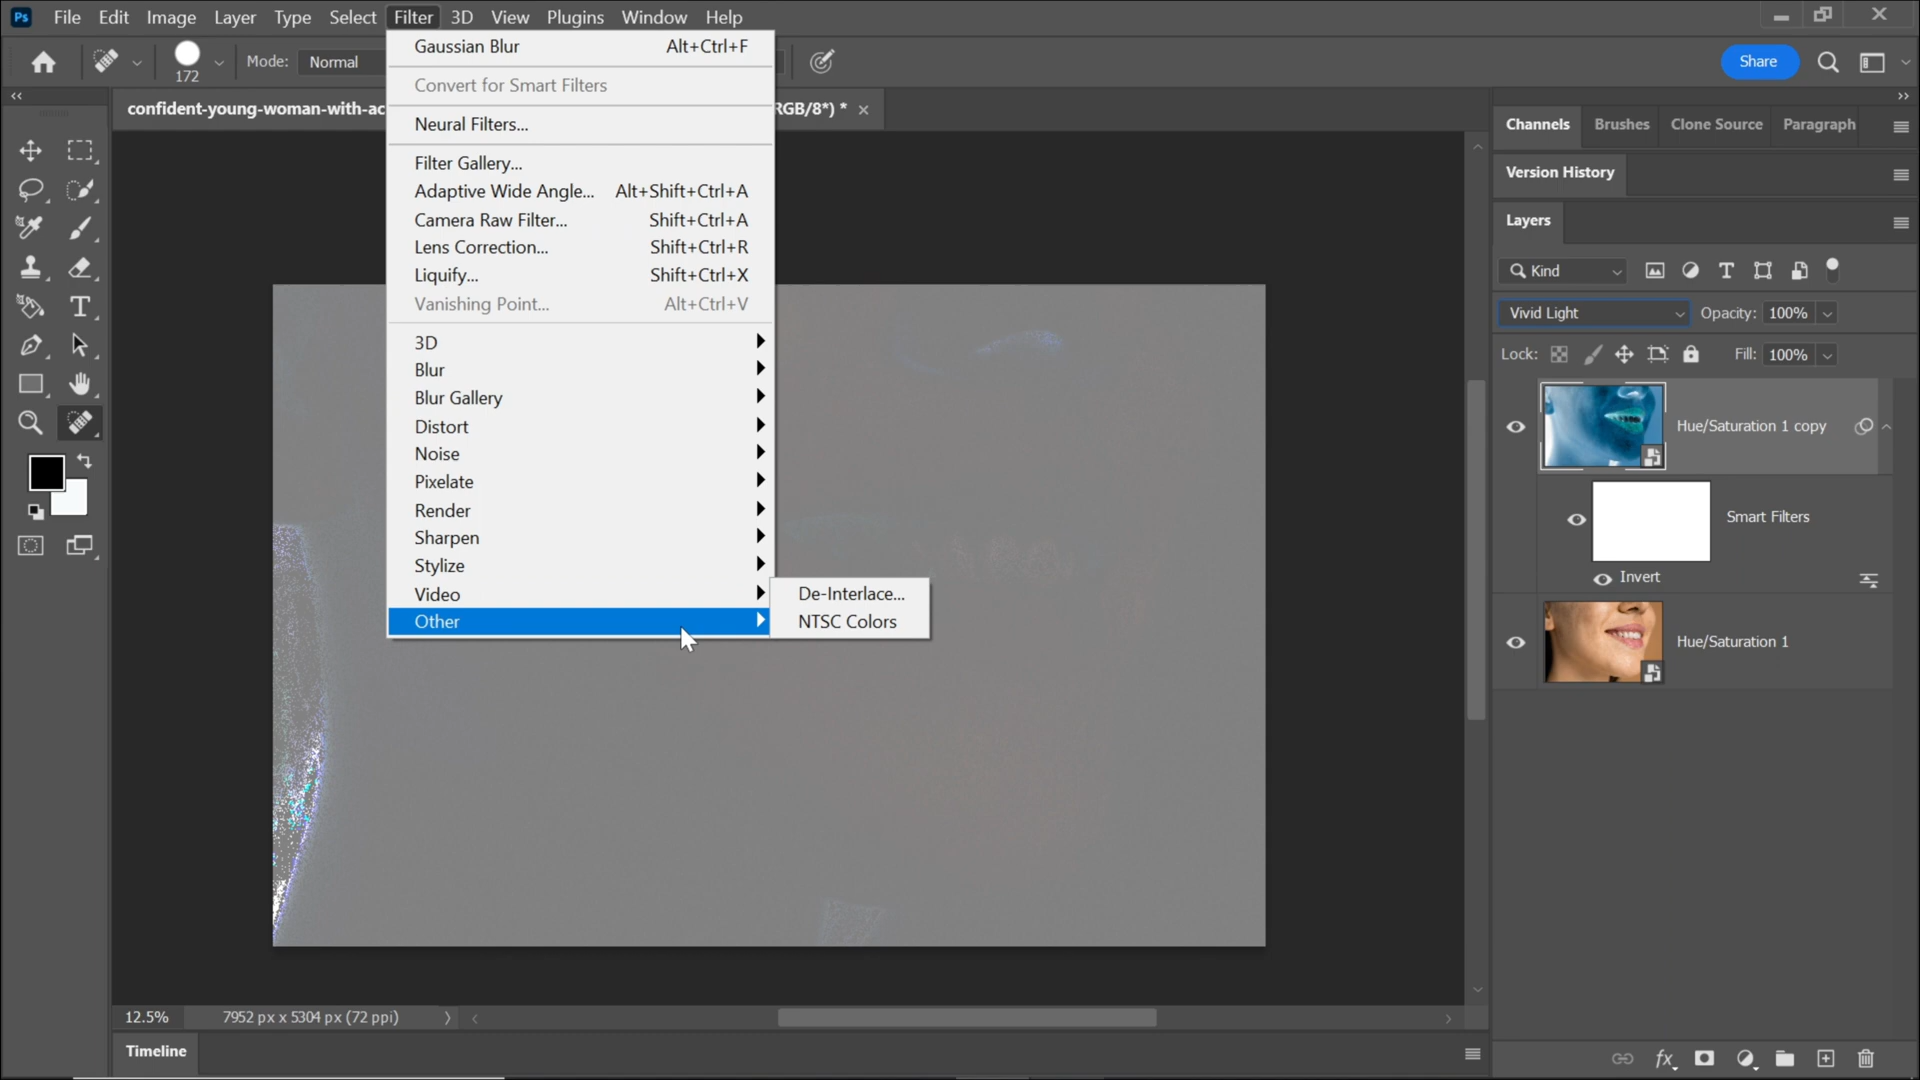 Ps File Edit Image Layer Type Select Filter 3D View Plugins Window Help
172 Mode: Normal Share
confident-young-woman-with-ac RGB/8*) *
Gaussian Blur Alt+Ctrl+F
Convert for Smart Filters
Neural Filters...
Filter Gallery...
Adaptive Wide Angle... Alt+Shift+Ctrl+A
Camera Raw Filter... Shift+Ctrl+A
Lens Correction... Shift+Ctrl+R
Liquify... Shift+Ctrl+X
Vanishing Point... Alt+Ctrl+V
3D
Blur
Blur Gallery
Distort
Noise
Pixelate
Render
Sharpen
Stylize
Video
Other
De-Interlace...
NTSC Colors
Channels Brushes Clone Source Paragraph
Version History
Layers
Kind
Vivid Light Opacity: 100%
Lock: Fill: 100%
Hue/Saturation 1 copy
Smart Filters
Invert
Hue/Saturation 1
12.5% 7952 px x 5304 px (72 ppi)
Timeline
fx